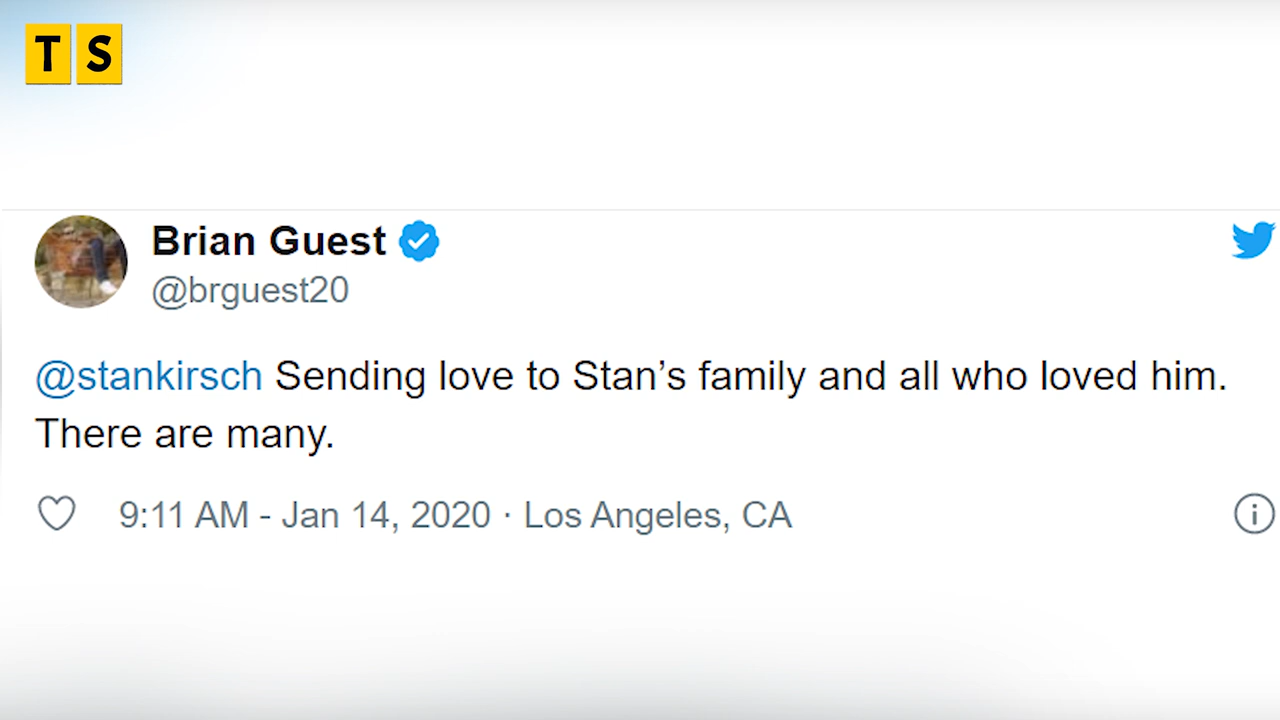 T S
Brian Guest
@brguest20
@stankirsch Sending love to Stan’s family and all who loved him.
There are many.
9:11 AM - Jan 14, 2020 · Los Angeles, CA